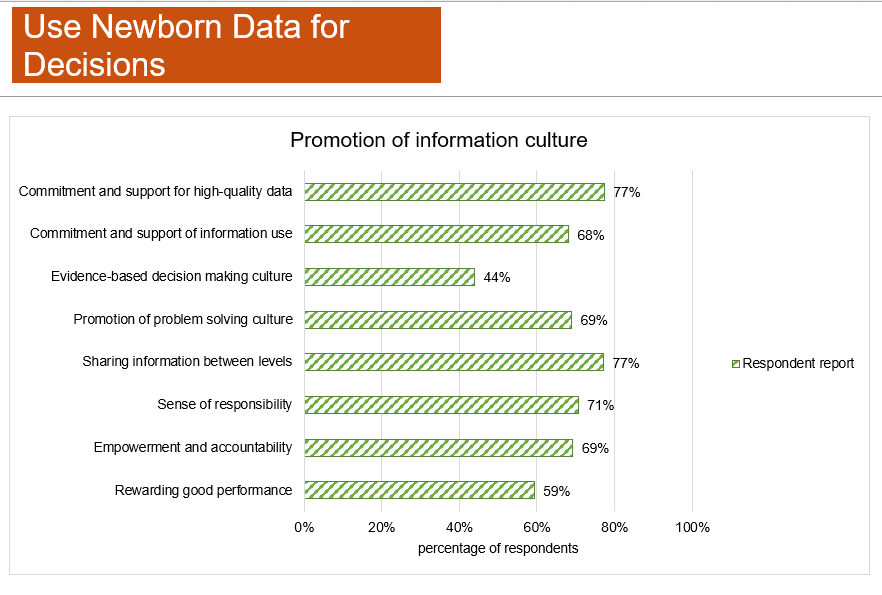 Use Newborn Data for
Decisions
Promotion of information culture
Commitment and support for high-quality data 77%
Commitment and support of information use 68%
Evidence-based decision making culture 44%
Promotion of problem solving culture 69%
Sharing information between levels 77%
Respondent report
Sense of responsibility 71%
Empowerment and accountability 69%
Rewarding good performance 59%
0% 20% 40% 60% 80% 100%
percentage of respondents